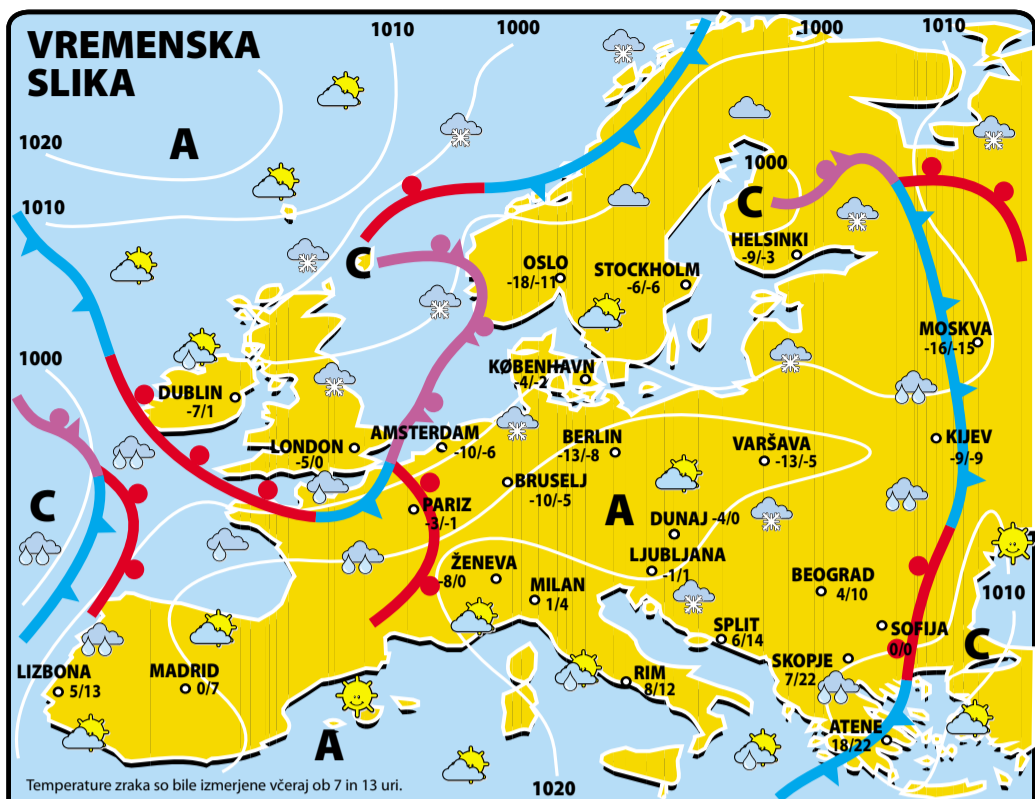 VREMENSKA
SLIKA
1010
1000
1000
1010
1020
A
1010
1000
C
C
HELSINKI
-9/-3
OSLO
-18/-11
STOCKHOLM
-6/-6
MOSKVA
-16/-15
1000
KØBENHAVN
-4/-2
DUBLIN
-7/1
AMSTERDAM
-10/-6
LONDON
-5/0
BERLIN
-13/-8
VARŠAVA
-13/-5
KIJEV
-9/-9
BRUSELJ
-10/-5
C
PARIZ
-3/-1
A
DUNAJ -4/0
LJUBLJANA
-1/1
ŽENEVA
-8/0
MILAN
1/4
BEOGRAD
4/10
1010
SPLIT
6/14
SOFIJA
0/0
C
SKOPJE
7/22
LIZBONA
5/13
MADRID
0/7
RIM
8/12
A
ATENE
18/22
Temperature zraka so bile izmerjene včeraj ob 7 in 13 uri.
1020